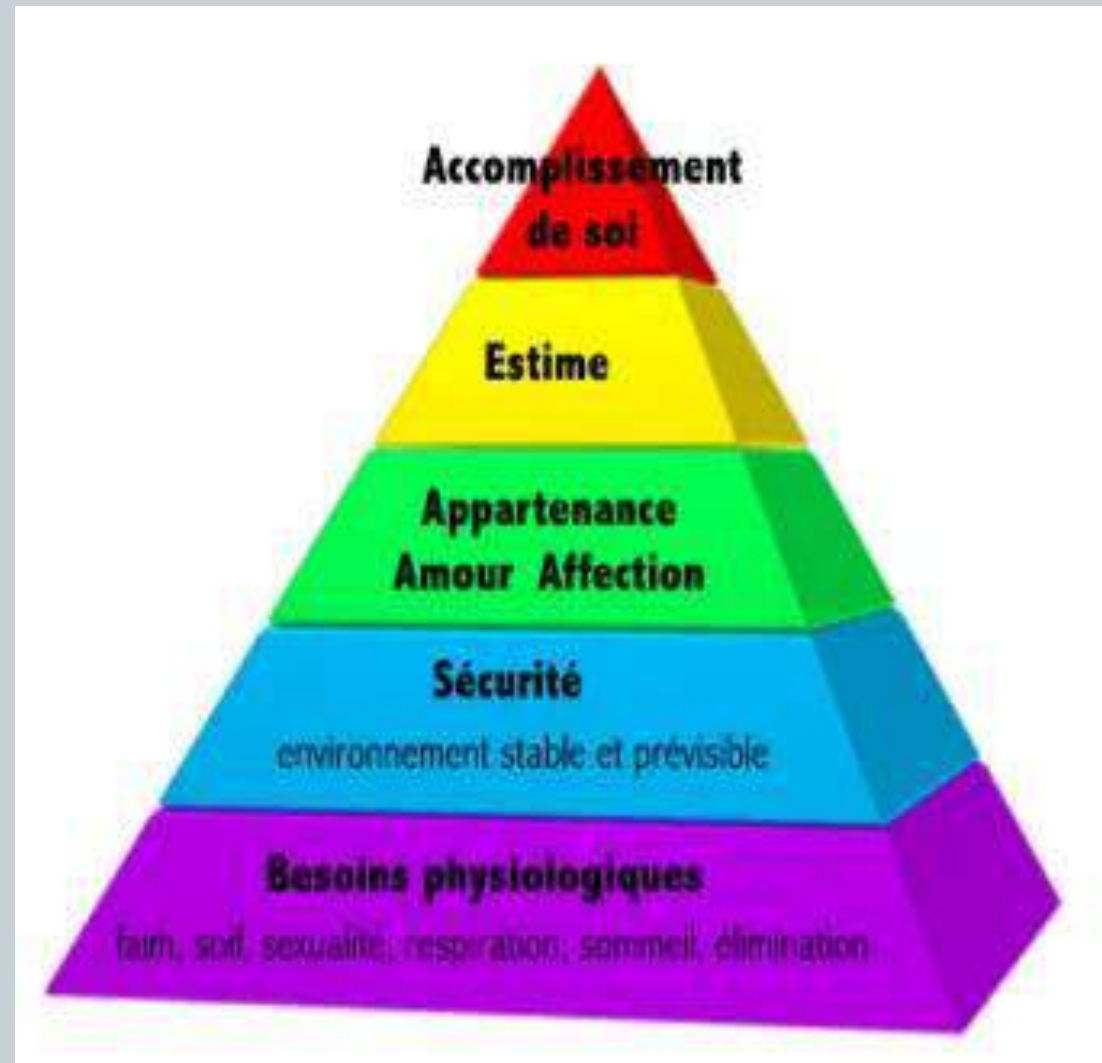 Accomplissement
de soi
Estime
Appartenance
Amour Affection
Sécurité
environnement stable et prévisible
Besoins physiologiques
faim, soif, sexualité, respiration, sommeil, élimination